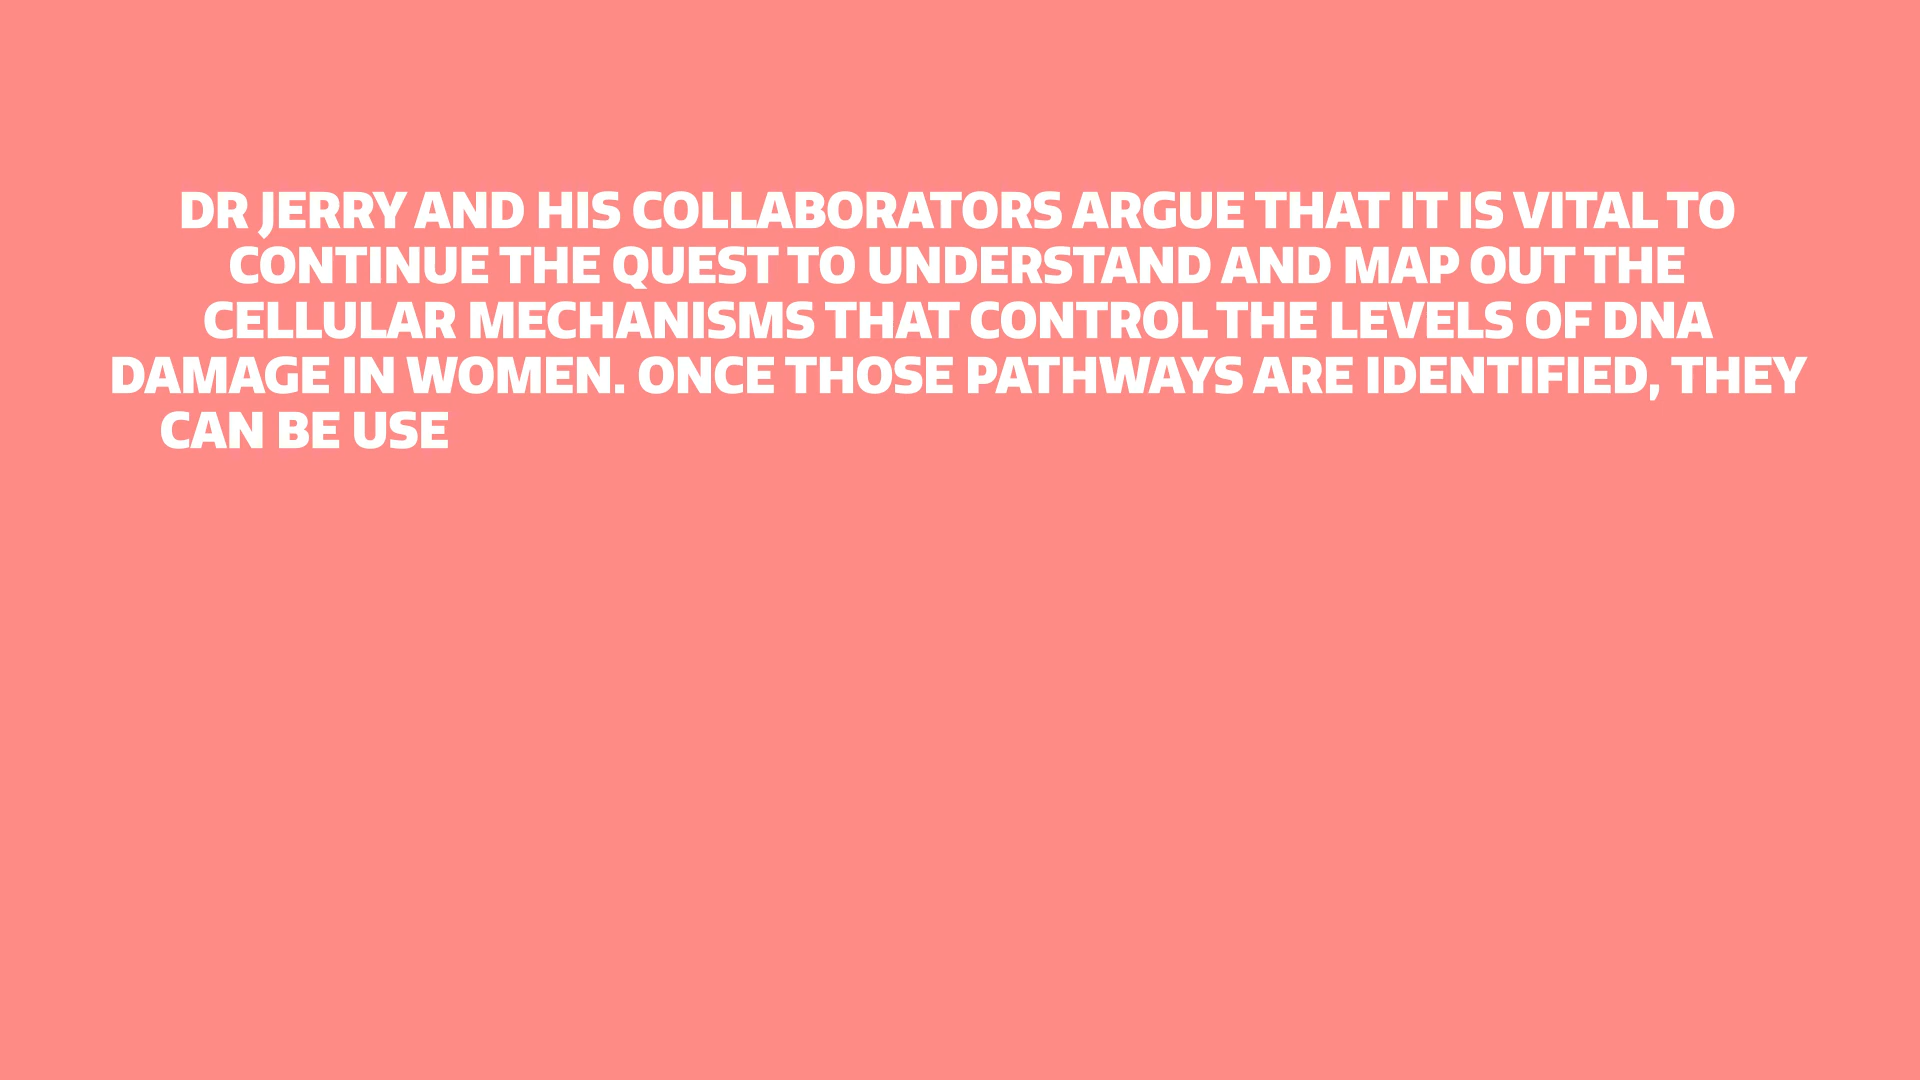 DR JERRY AND HIS COLLABORATORS ARGUE THAT IT IS VITAL TO
CONTINUE THE QUEST TO UNDERSTAND AND MAP OUT THE
CELLULAR MECHANISMS THAT CONTROL THE LEVELS OF DNA
DAMAGE IN WOMEN. ONCE THOSE PATHWAYS ARE IDENTIFIED, THEY
CAN BE USE